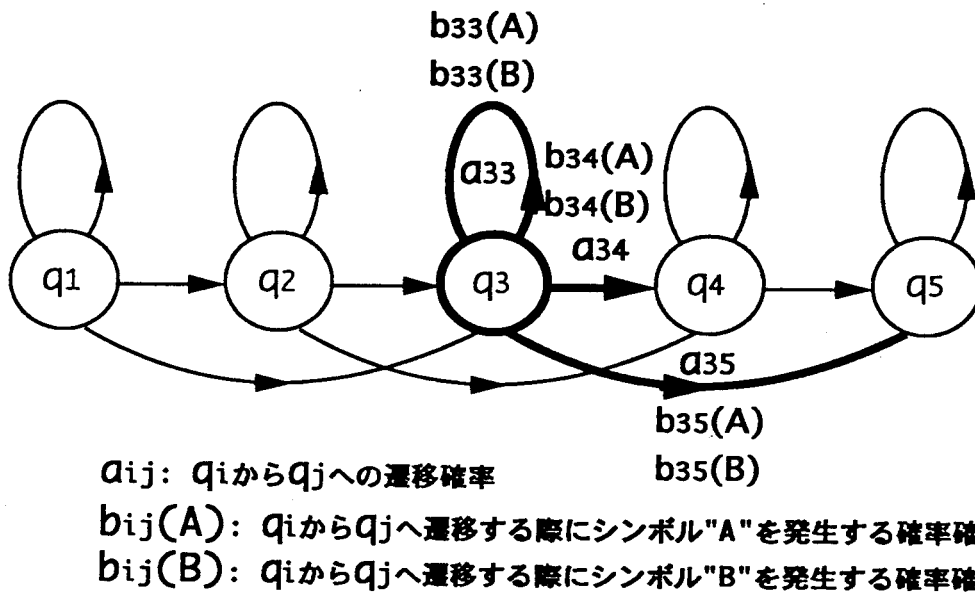 b33(A)
b33(B)
a33
b34(A)
b34(B)
a34
q1
q2
q3
q4
q5
a35
b35(A)
b35(B)
aij: qiからqjへの遷移確率
bij(A): qiからqjへ遷移する際にシンボル"A"を発生する確率確
bij(B): qiからqjへ遷移する際にシンボル"B"を発生する確率確